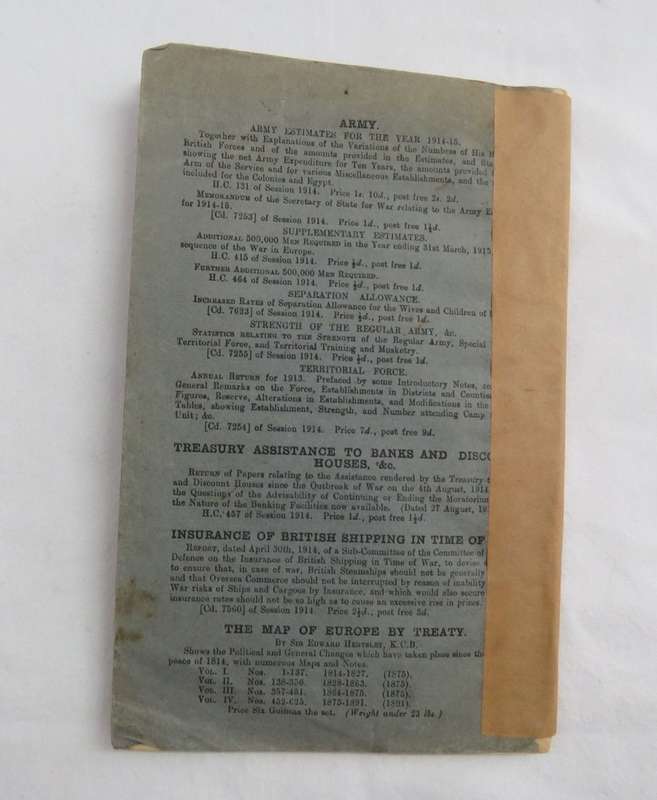 ARMY.
ARMY ESTIMATES FOR THE YEAR 1914-15.
Together with Explanations of the Variations of the Numbers of His
British Forces and of the amounts provided in the Estimates, and
showing the net Army Expenditure for Ten Years, the amounts provided
Arm of the Service and for various Miscellaneous Establishments, and the
included for the Colonies and Egypt.
H.C. 131 of Session 1914. Price 1s. 10d., post free 2s. 2d.
MEMORANDUM of the Secretary of State for War relating to the Army
for 1914-15.
[Cd. 7253] of Session 1914. Price 1d., post free 1½d.
SUPPLEMENTARY ESTIMATES.
ADDITIONAL 500,000 MEN REQUIRED in the Year ending 31st March, 1915
sequence of the War in Europe.
H.C. 415 of Session 1914. Price ½d., post free 1d.
FURTHER ADDITIONAL 500,000 MEN REQUIRED.
H.C. 464 of Session 1914. Price ½d., post free 1d.
SEPARATION ALLOWANCE.
INCREASED RATES of Separation Allowance for the Wives and Children of
[Cd. 7623] of Session 1914. Price ½d., post free 1d.
STRENGTH OF THE REGULAR ARMY, &c.
STATISTICS RELATING TO THE STRENGTH of the Regular Army, Special
Territorial Force, and Territorial Training and Musketry.
[Cd. 7255] of Session 1914. Price ½d., post free 1d.
TERRITORIAL FORCE.
ANNUAL RETURN for 1913. Prefaced by some Introductory Notes,
General Remarks on the Force, Establishments in Districts and Counties
Figures, Reserve, Alterations in Establishments, and Modifications in the
Tables, showing Establishment, Strength, and Number attending Camp
Unit; &c.
[Cd. 7254] of Session 1914. Price 7d., post free 9d.
TREASURY ASSISTANCE TO BANKS AND DISCO
HOUSES, &c.
RETURN of Papers relating to the Assistance rendered by the Treasury
and Discount Houses since the Outbreak of War on the 4th August, 1914
the Questions of the Advisability of Continuing or Ending the Moratorium
the Nature of the Banking Facilities now available. (Dated 27 August, 19
H.C. 457 of Session 1914. Price 1d., post free 1½d.
INSURANCE OF BRITISH SHIPPING IN TIME OF
REPORT, dated April 30th, 1914, of a Sub-Committee of the Committee of
Defence on the Insurance of British Shipping in Time of War, to devise
to ensure that, in case of war, British Steamships should not be generally
and that Oversea Commerce should not be interrupted by reason of inability
War risks of Ships and Cargoes by Insurance, and which would also secure
insurance rates should not be so high as to cause an excessive rise in prices.
[Cd. 7560] of Session 1914. Price 2½d., post free 3d.
THE MAP OF EUROPE BY TREATY.
BY SIR EDWARD HERTSLET, K.C.B.
Shows the Political and General Changes which have taken place since the
peace of 1814, with numerous Maps and Notes.
VOL. I. Nos. 1-137. 1814-1827. (1875).
VOL. II. Nos. 138-356. 1828-1863. (1875).
VOL. III. Nos. 357-451. 1864-1875. (1875).
VOL. IV. Nos. 452-625. 1875-1891. (1891).
Price Six Guineas the set. (Weight under 23 lbs.)